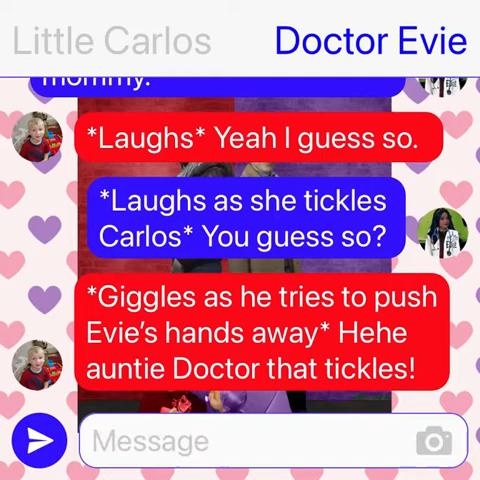 Little Carlos
Doctor Evie
mommy.
*Laughs* Yeah I guess so.
*Laughs as she tickles
Carlos* You guess so?
*Giggles as he tries to push
Evie's hands away* Hehe
auntie Doctor that tickles!
Message